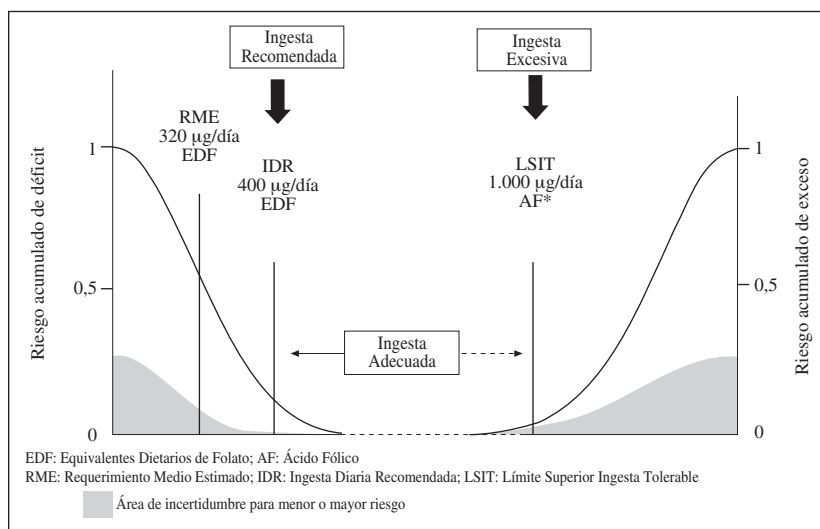 Ingesta
Recomendada
Ingesta
Excesiva
RME
320 µg/día
EDF
IDR
400 µg/día
EDF
LSIT
1.000 µg/día
AF*
Riesgo acumulado de déficit
1
0,5
0
Ingesta
Adecuada
Riesgo acumulado de exceso
1
0,5
0
EDF: Equivalentes Dietarios de Folato; AF: Ácido Fólico
RME: Requerimiento Medio Estimado; IDR: Ingesta Diaria Recomendada; LSIT: Límite Superior Ingesta Tolerable
Área de incertidumbre para menor o mayor riesgo